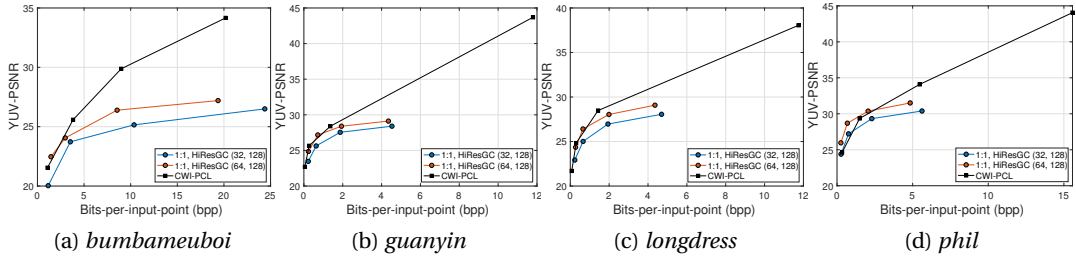 35
30
25
20
YUV-PSNR
0 5 10 15 20 25
Bits-per-input-point (bpp)
1:1, HiResGC (32, 128)
1:1, HiResGC (64, 128)
CWI-PCL
(a) bumbameuboi
45
40
35
30
25
20
YUV-PSNR
0 2 4 6 8 10 12
Bits-per-input-point (bpp)
1:1, HiResGC (32, 128)
1:1, HiResGC (64, 128)
CWI-PCL
(b) guanyin
40
35
30
25
20
YUV-PSNR
0 2 4 6 8 10 12
Bits-per-input-point (bpp)
1:1, HiResGC (32, 128)
1:1, HiResGC (64, 128)
CWI-PCL
(c) longdress
45
40
35
30
25
20
YUV-PSNR
0 5 10 15
Bits-per-input-point (bpp)
1:1, HiResGC (32, 128)
1:1, HiResGC (64, 128)
CWI-PCL
(d) phil